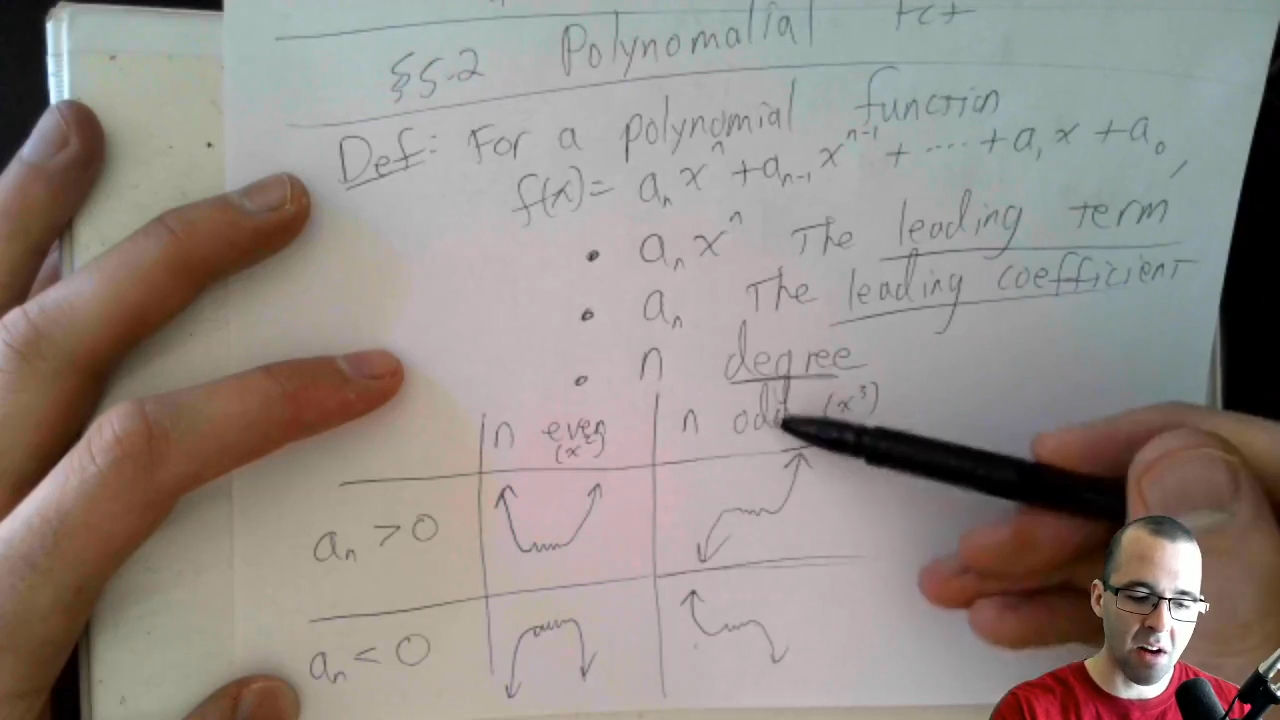 §5.2 Polynomalial fct
Def: For a polynomial function
f(x) = aₙxⁿ + aₙ₋₁xⁿ⁻¹ + ···· + a₁x + a₀,
• aₙxⁿ The leading term
• aₙ The leading coefficient
• n degree
n even n odd (x³)
(x²)
aₙ > 0
aₙ < 0